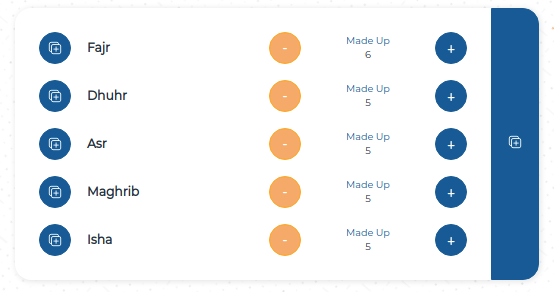 Fajr - Made Up +
6
Dhuhr - Made Up +
5
Asr - Made Up +
5
Maghrib - Made Up +
5
Isha - Made Up +
5